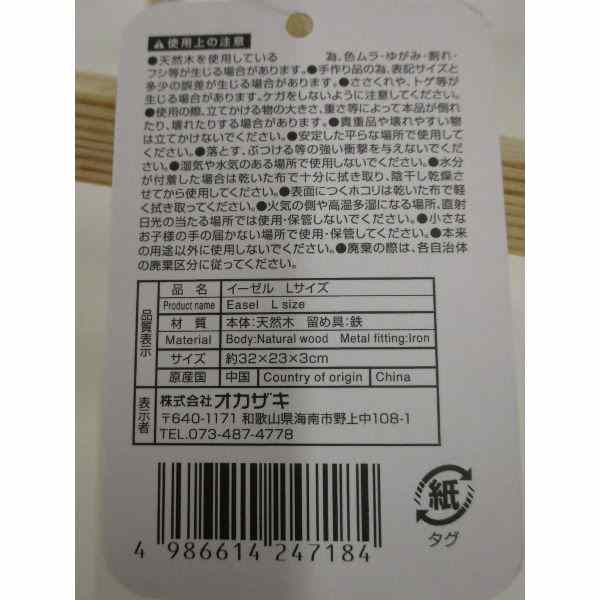 ⚠使用上の注意
●天然木を使用している 為、色ムラ・ゆがみ・割れ・
フシ等が生じる場合があります。●手作り品の為、表記サイズと
多少の誤差が生じる場合があります。●ささくれや、トゲ等が
生じる場合があります。ケガをしないように注意してください。
●使用の際、立てかける物の大きさ、重さ等によって本品が倒れ
たり、壊れたりする場合があります。●貴重品や壊れやすい物
は立てかけないでください。●安定した平らな場所で使用して
ください。●落とす、ぶつける等の強い衝撃を与えないでくださ
い。●湿気や水気のある場所で使用しないでください。●水分
が付着した場合は乾いた布で十分に拭き取り、陰干し乾燥
させてから使用してください。●表面につくホコリは乾いた布で軽
く拭き取ってください。●火気の側や高温多湿になる場所、直射
日光の当たる場所では使用・保管しないでください。●小さな
お子様の手の届かない場所で使用・保管してください。●本来
の用途以外に使用しないでください。●廃棄の際は、各自治体
の廃棄区分に従ってください。
品質表示
品名 イーゼル Lサイズ
Product name Easel L size
材質 本体:天然木 留め具:鉄
Material Body:Natural wood Metal fitting:Iron
サイズ 約32×23×3cm
原産国 中国 Country of origin China
表示者
株式会社オカザキ
〒640-1171 和歌山県海南市野上中108-1
TEL.073-487-4778
4 986614 247184
紙
タグ